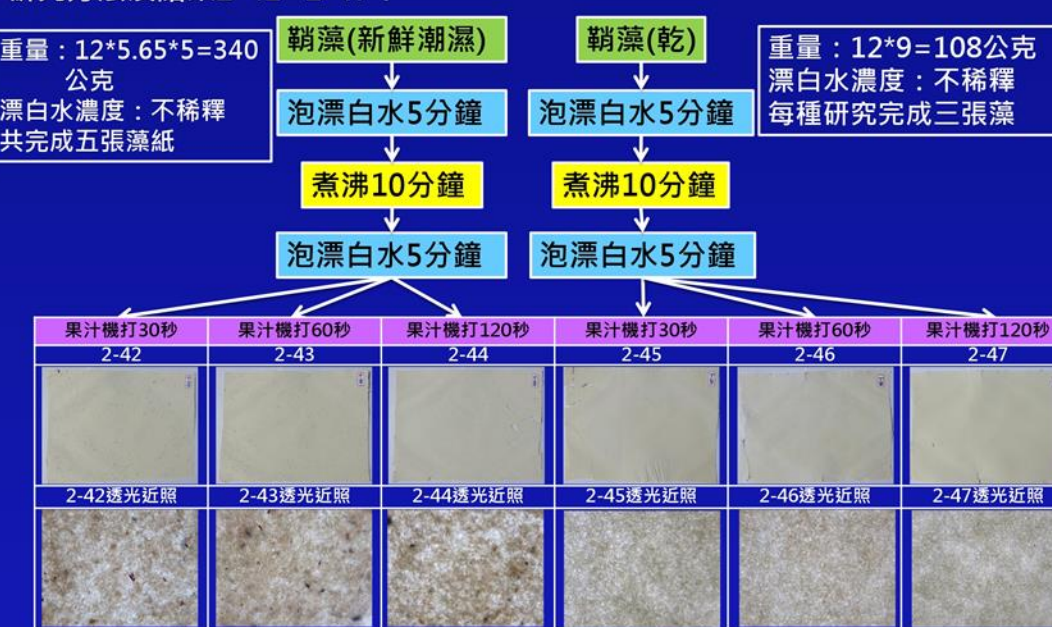 重量：12*5.65*5=340
公克
漂白水濃度：不稀釋
共完成五張藻紙
鞘藻(新鮮潮濕)
鞘藻(乾)
重量：12*9=108公克
漂白水濃度：不稀釋
每種研究完成三張藻
泡漂白水5分鐘
泡漂白水5分鐘
煮沸10分鐘
煮沸10分鐘
泡漂白水5分鐘
泡漂白水5分鐘
果汁機打30秒
果汁機打60秒
果汁機打120秒
果汁機打30秒
果汁機打60秒
果汁機打120秒
2-42
2-43
2-44
2-45
2-46
2-47
2-42透光近照
2-43透光近照
2-44透光近照
2-45透光近照
2-46透光近照
2-47透光近照